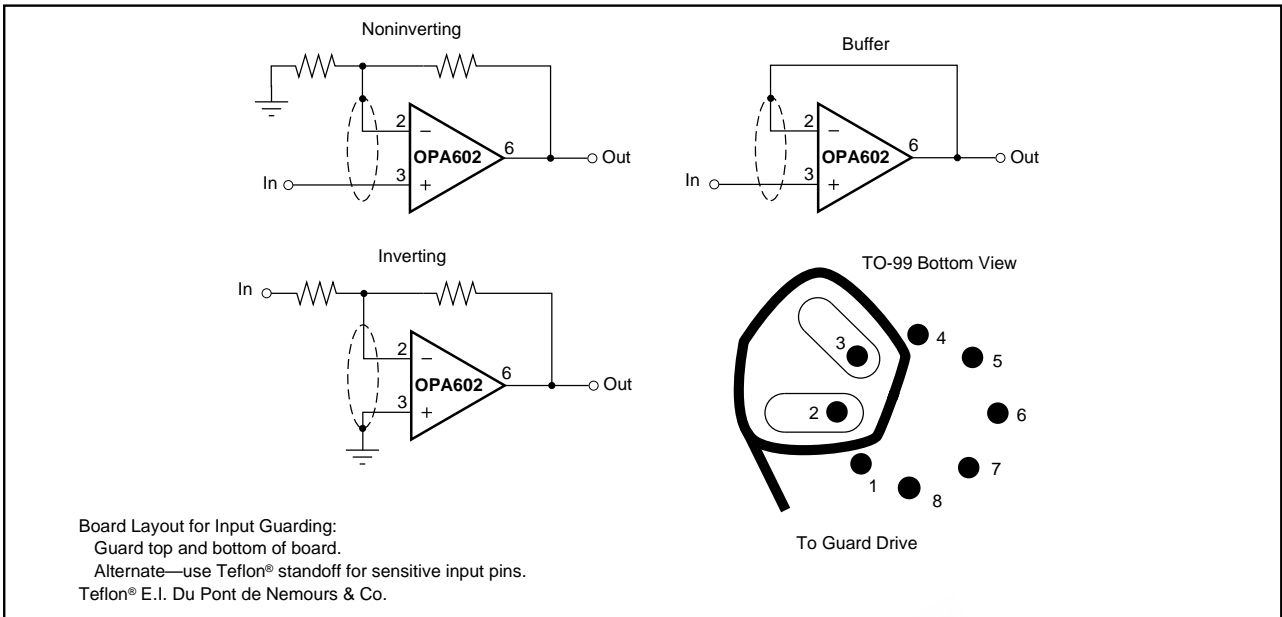 Noninverting
2
−
OPA602
6
Out
In
3
+
Buffer
2
−
OPA602
6
Out
In
3
+
Inverting
In
2
−
OPA602
6
Out
3
+
TO-99 Bottom View
3
4
5
2
6
7
1
8
To Guard Drive
Board Layout for Input Guarding:
Guard top and bottom of board.
Alternate—use Teflon® standoff for sensitive input pins.
Teflon® E.I. Du Pont de Nemours & Co.